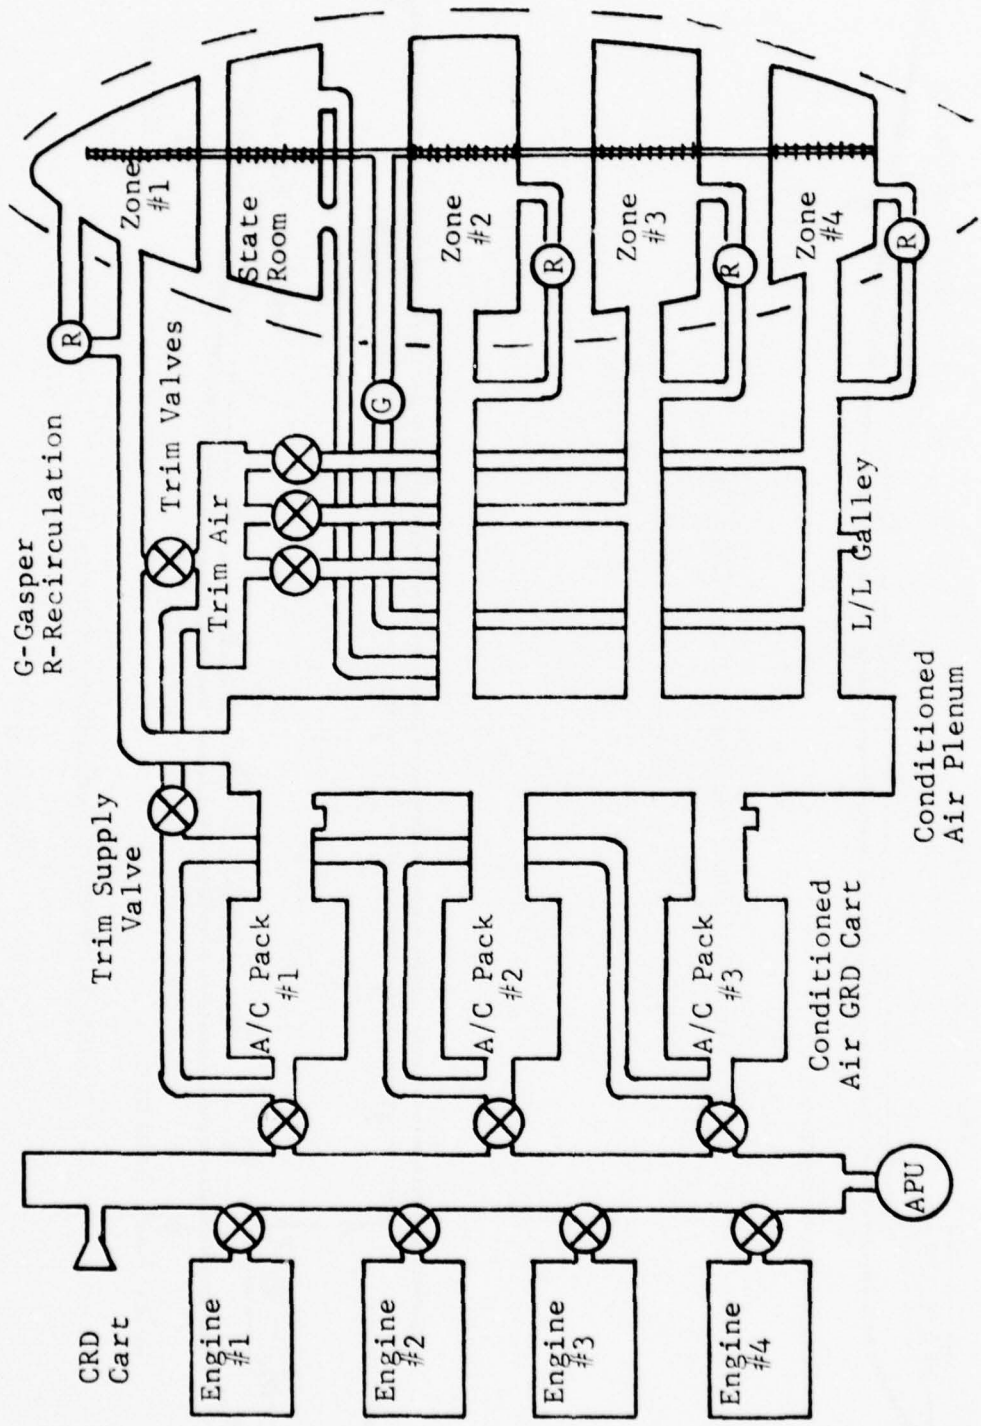 G-Gasper
R-Recirculation
Zone
#1
State
Room
Zone
#2
Zone
#3
Zone
#4
R
R
R
R
G
Trim Valves
Trim Air
L/L Galley
Trim Supply
Valve
Conditioned
Air Plenum
A/C Pack
#1
A/C Pack
#2
A/C Pack
#3
Conditioned
Air GRD Cart
CRD
Cart
Engine
#1
Engine
#2
Engine
#3
Engine
#4
APU